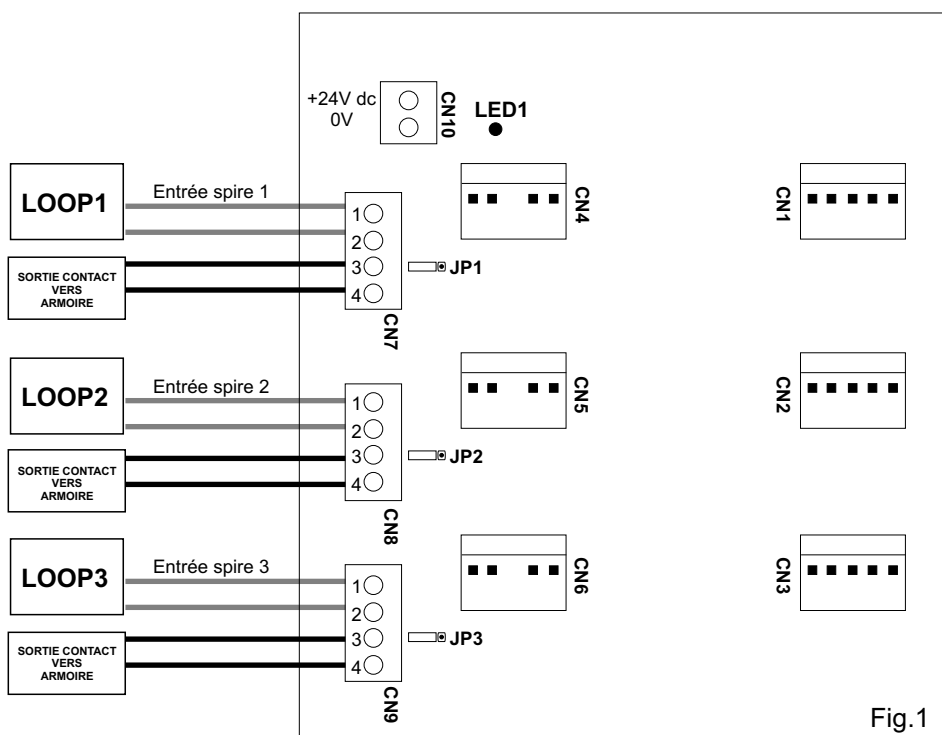 +24V dc
0V
CN10
LED1
LOOP1
Entrée spire 1
SORTIE CONTACT
VERS
ARMOIRE
1
2
3
4
CN7
JP1
CN4
CN1
LOOP2
Entrée spire 2
SORTIE CONTACT
VERS
ARMOIRE
1
2
3
4
CN8
JP2
CN5
CN2
LOOP3
Entrée spire 3
SORTIE CONTACT
VERS
ARMOIRE
1
2
3
4
CN9
JP3
CN6
CN3
Fig.1